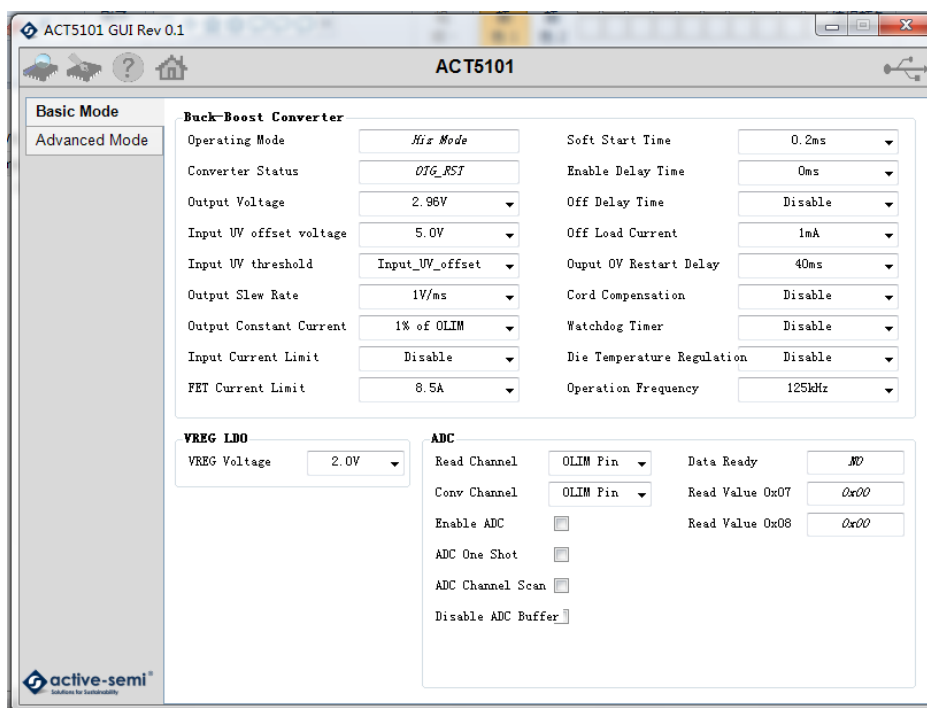 ACT5101 GUI Rev 0.1
ACT5101
Basic Mode
Advanced Mode
Buck-Boost Converter
Operating Mode Hiz Mode Soft Start Time 0.2ms
Converter Status OTG_RST Enable Delay Time 0ms
Output Voltage 2.96V Off Delay Time Disable
Input UV offset voltage 5.0V Off Load Current 1mA
Input UV threshold Input_UV_offset Ouput OV Restart Delay 40ms
Output Slew Rate 1V/ms Cord Compensation Disable
Output Constant Current 1% of OLIM Watchdog Timer Disable
Input Current Limit Disable Die Temperature Regulation Disable
FET Current Limit 8.5A Operation Frequency 125kHz
VREG LDO
VREG Voltage 2.0V
ADC
Read Channel OLIM Pin Data Ready NO
Conv Channel OLIM Pin Read Value 0x07 0x00
Enable ADC Read Value 0x08 0x00
ADC One Shot
ADC Channel Scan
Disable ADC Buffer
active-semi®
Solutions for Sustainability